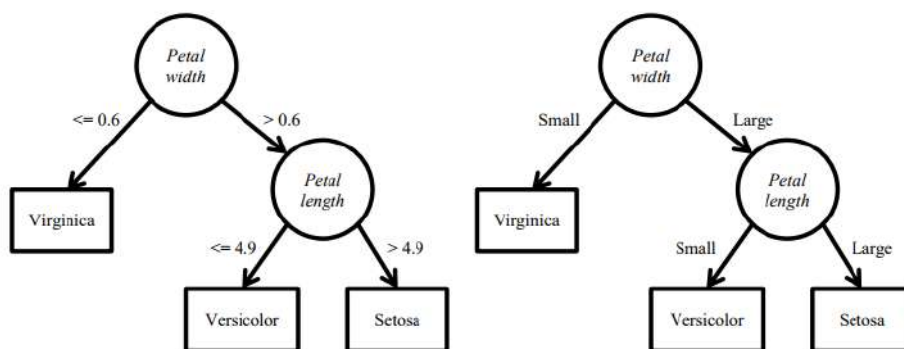 Petal
width
<= 0.6
> 0.6
Virginica
Petal
length
<= 4.9
> 4.9
Versicolor
Setosa
Petal
width
Small
Large
Virginica
Petal
length
Small
Large
Versicolor
Setosa